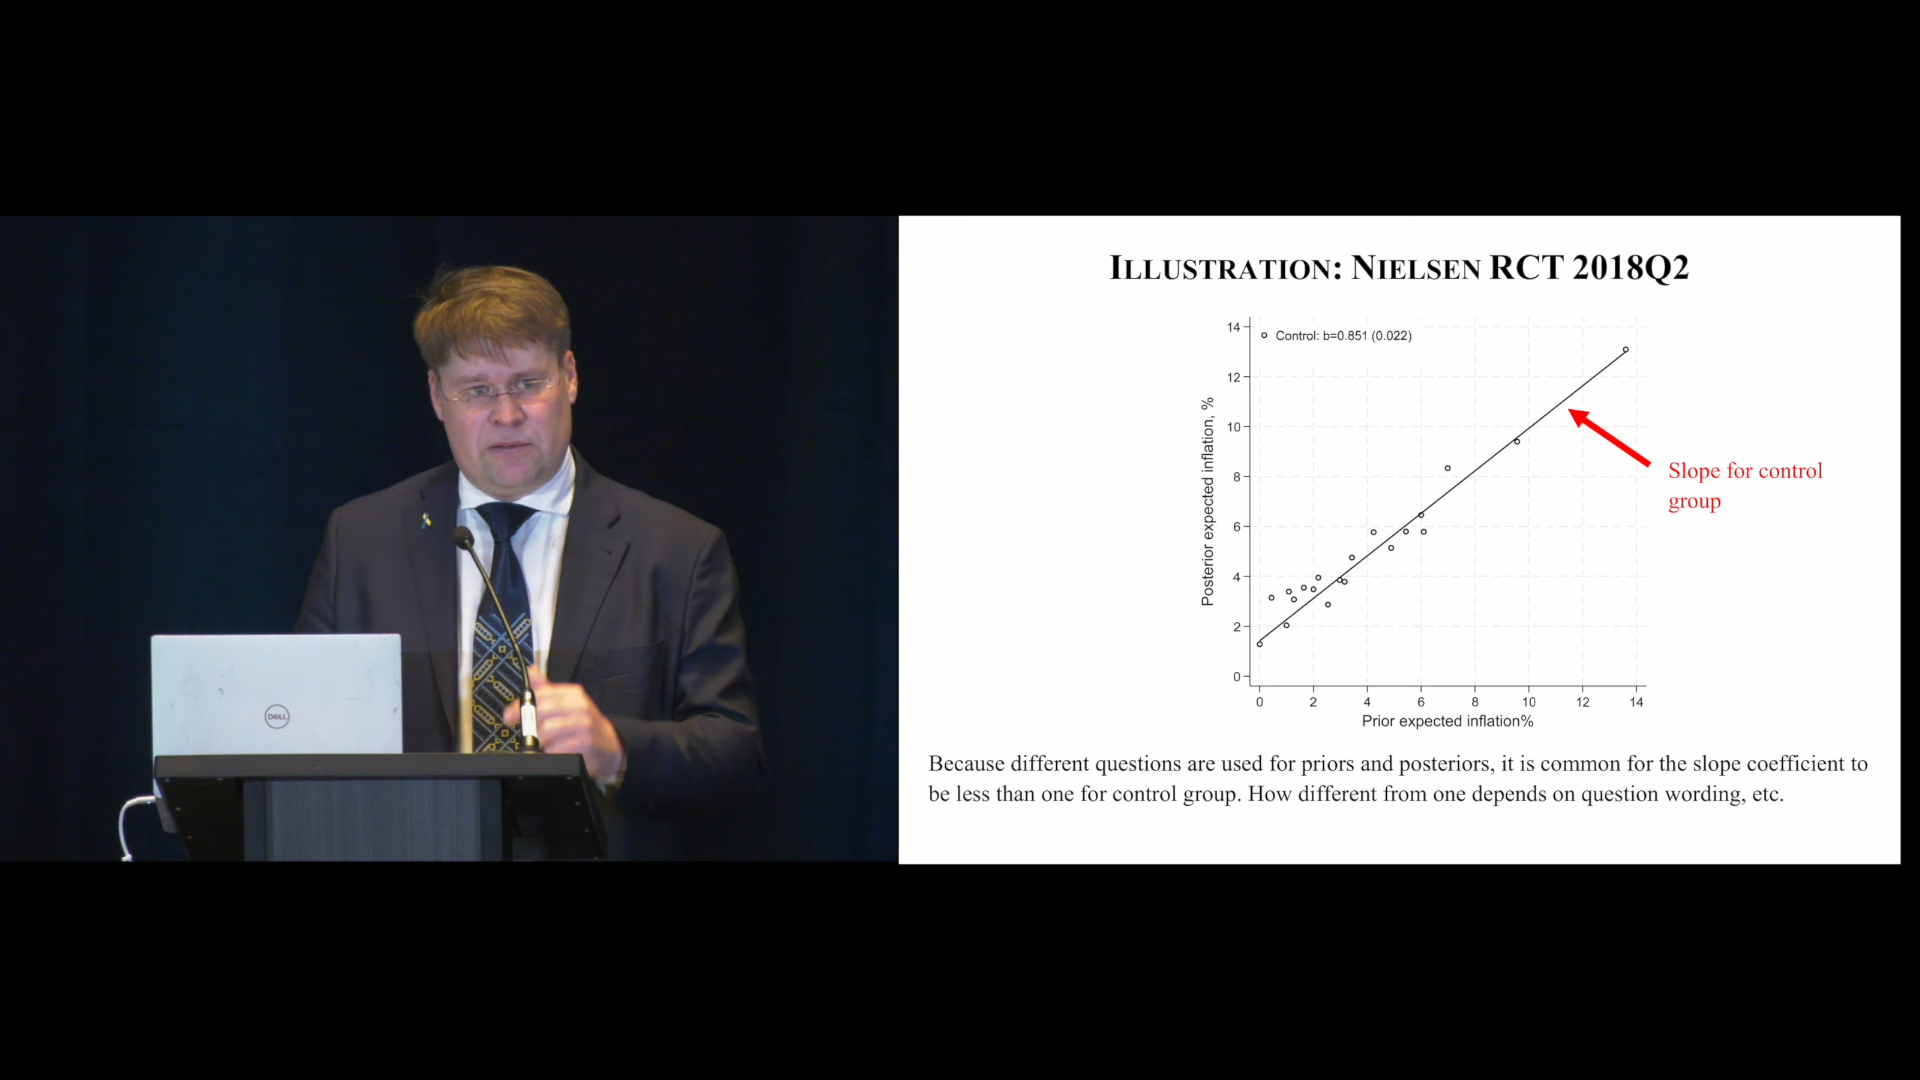 ILLUSTRATION: NIELSEN RCT 2018Q2
Control: b=0.851 (0.022)
14
12
10
8
6
4
2
0
Posterior expected inflation, %
0 2 4 6 8 10 12 14
Prior expected inflation%
Slope for control
group
Because different questions are used for priors and posteriors, it is common for the slope coefficient to
be less than one for control group. How different from one depends on question wording, etc.
DELL